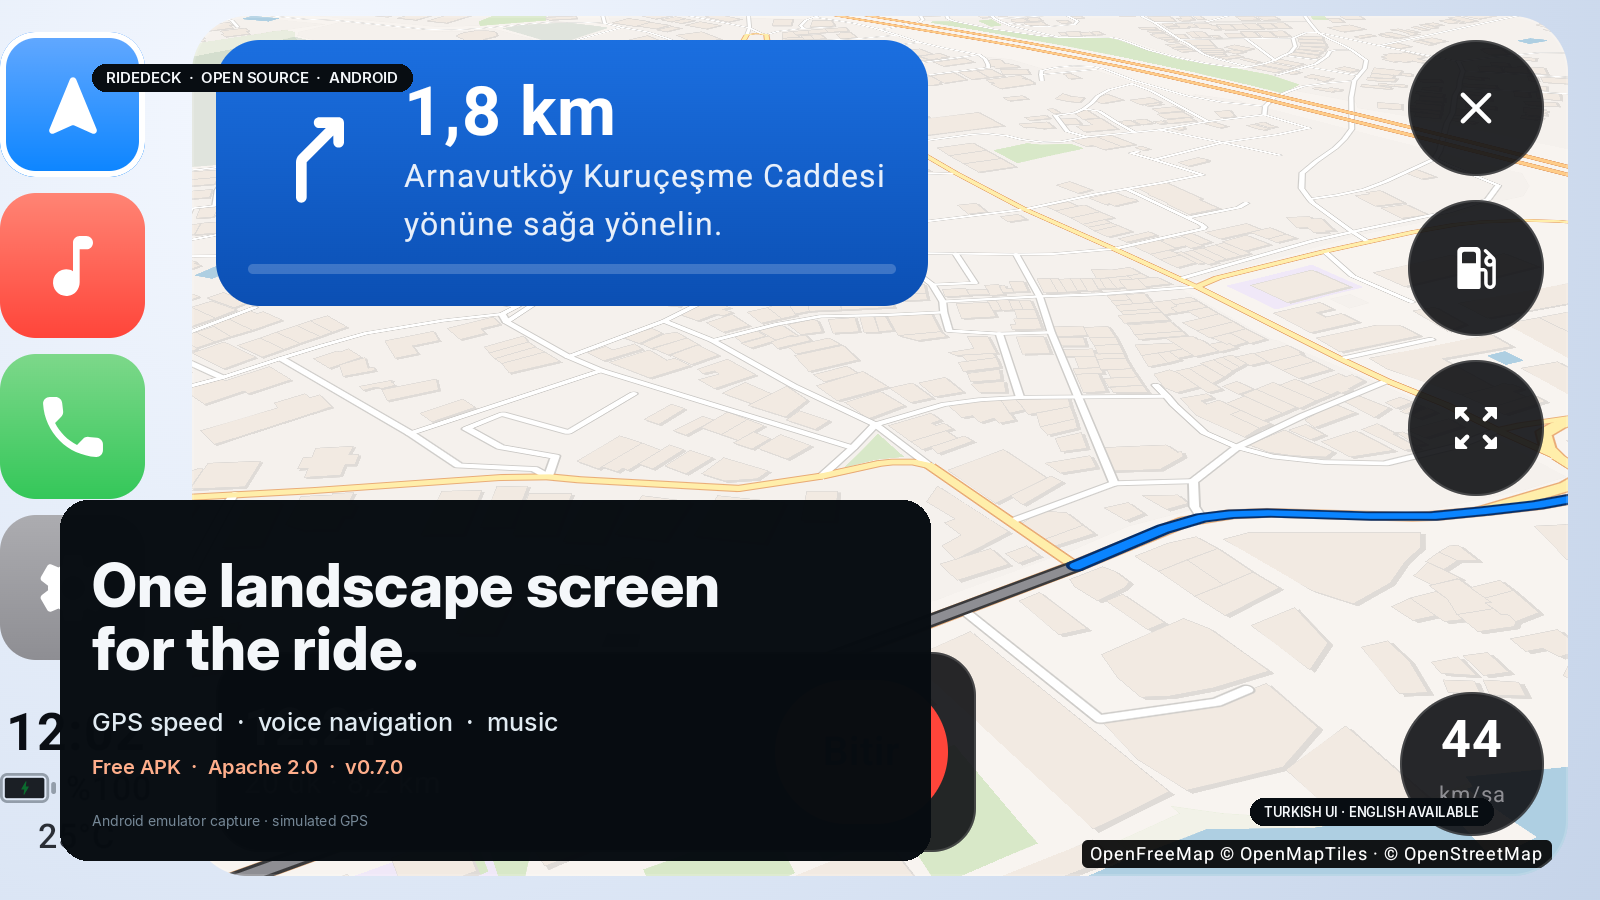 RIDEDECK · OPEN SOURCE · ANDROID
1,8 km
Arnavutköy Kuruçeşme Caddesi
yönüne sağa yönelin.
One landscape screen
for the ride.
GPS speed · voice navigation · music
Free APK · Apache 2.0 · v0.7.0
Android emulator capture · simulated GPS
Bitir
44
km/sa
TURKISH UI · ENGLISH AVAILABLE
OpenFreeMap © OpenMapTiles · © OpenStreetMap